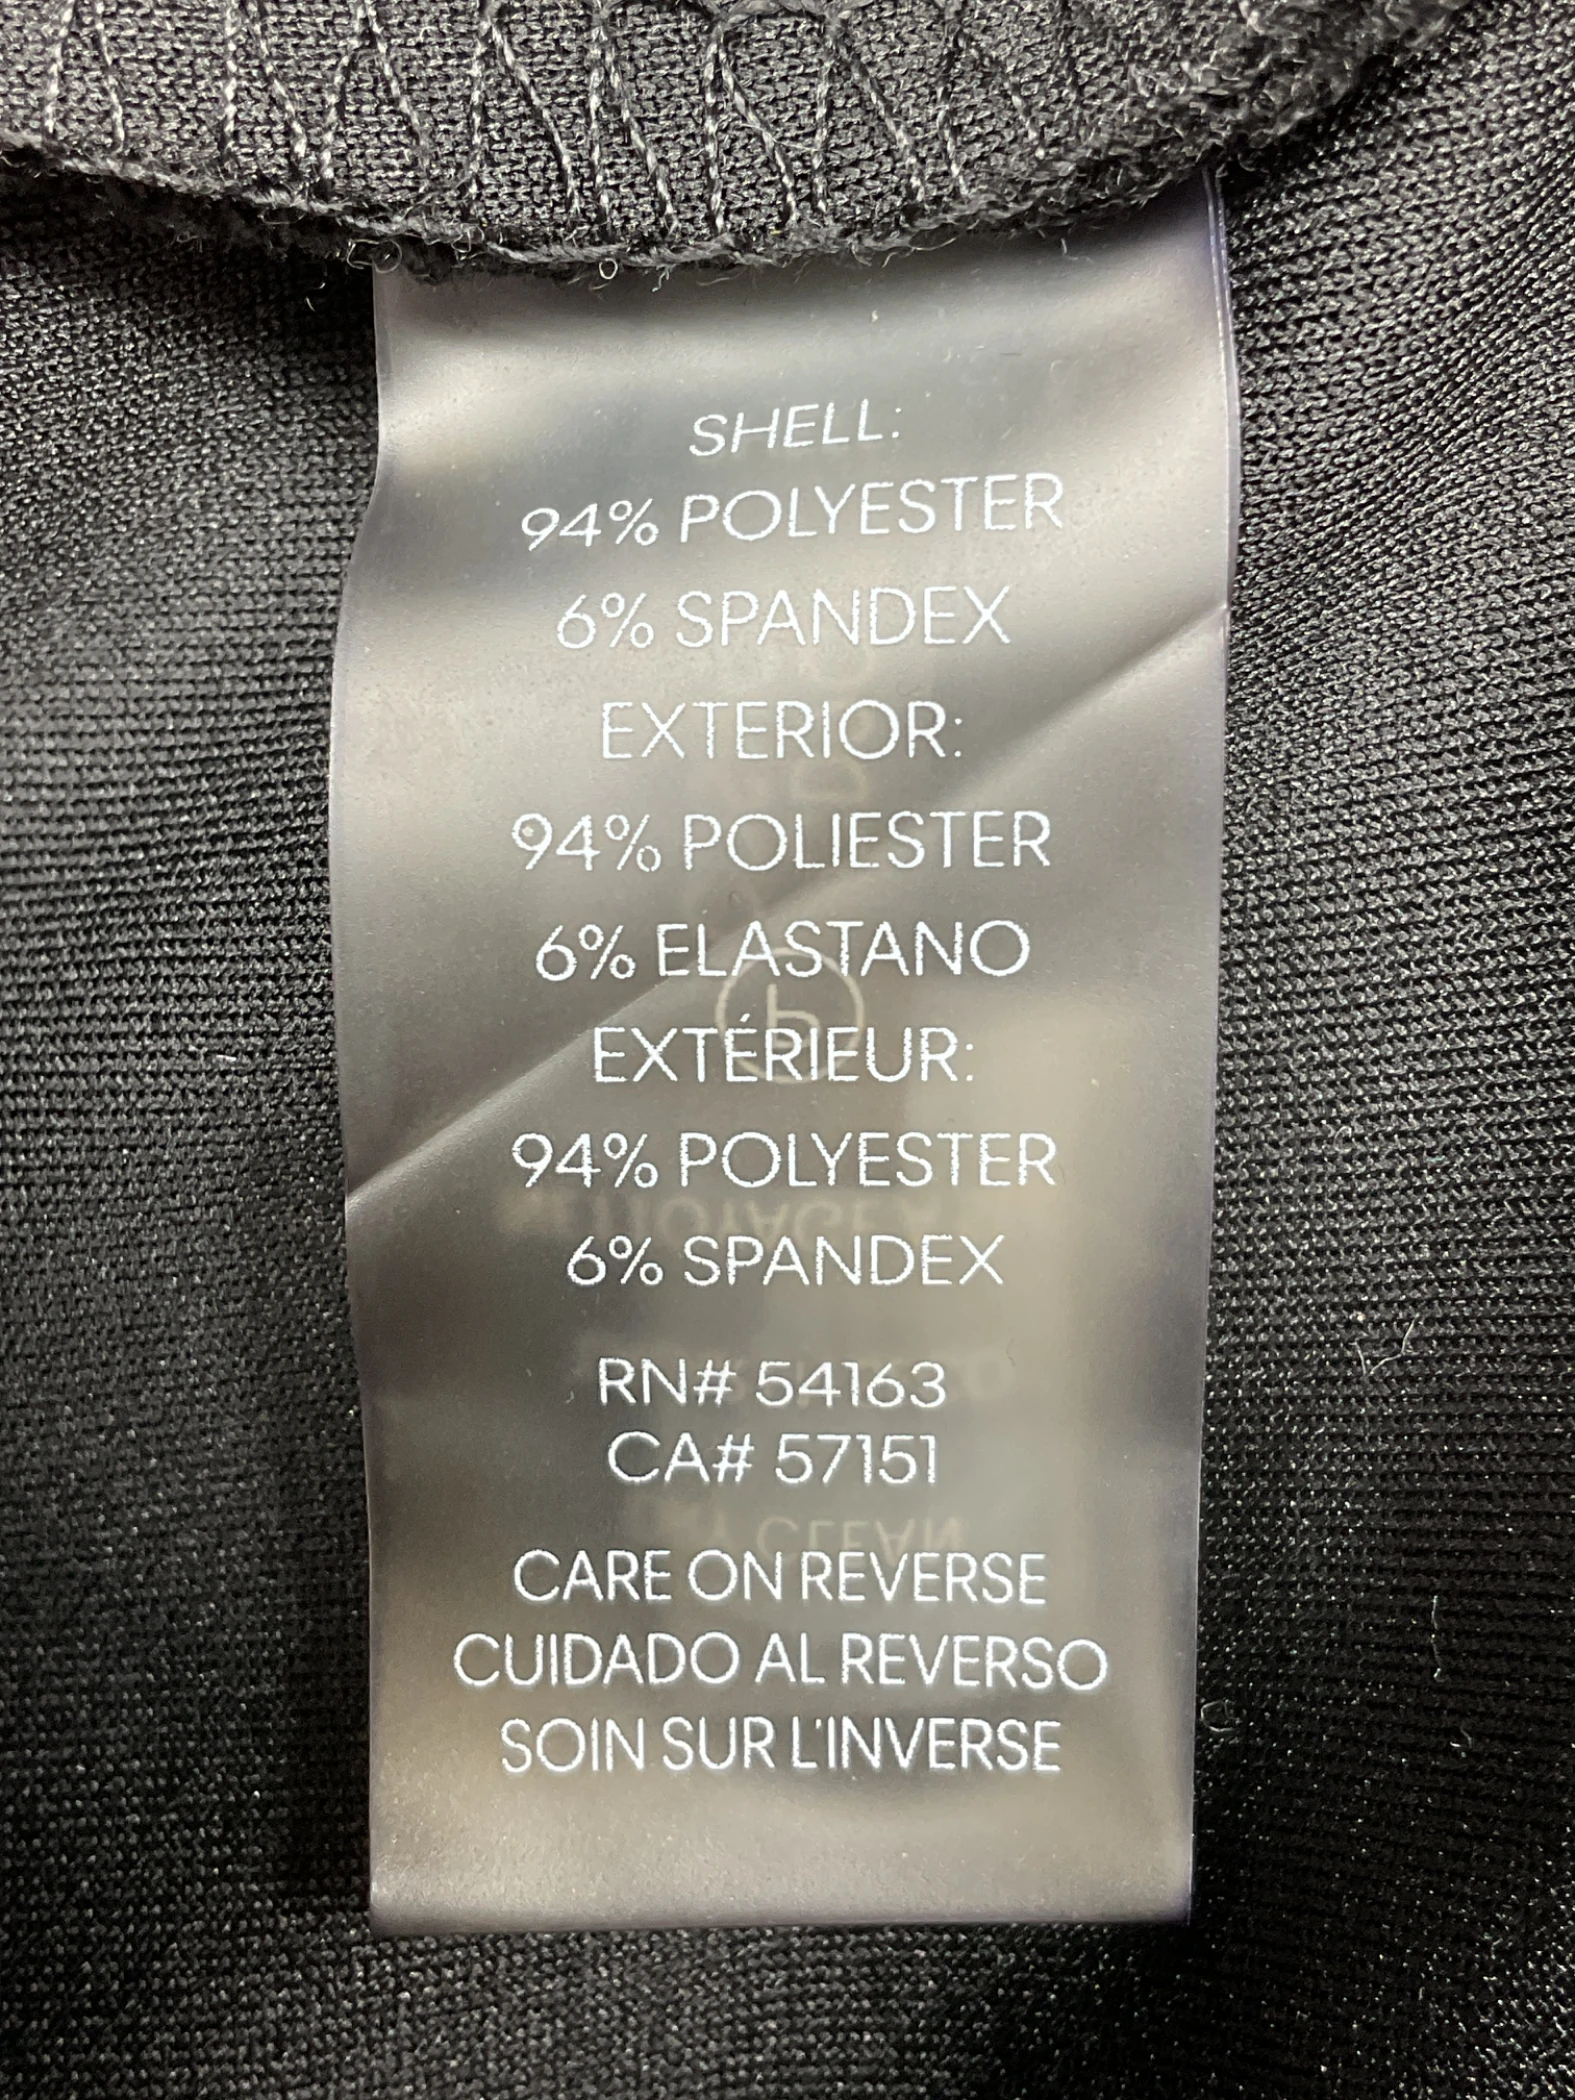 SHELL:
94% POLYESTER
6% SPANDEX
EXTERIOR:
94% POLIESTER
6% ELASTANO
EXTÉRIEUR:
94% POLYESTER
6% SPANDEX
RN# 54163
CA# 57151
CARE ON REVERSE
CUIDADO AL REVERSO
SOIN SUR L'INVERSE